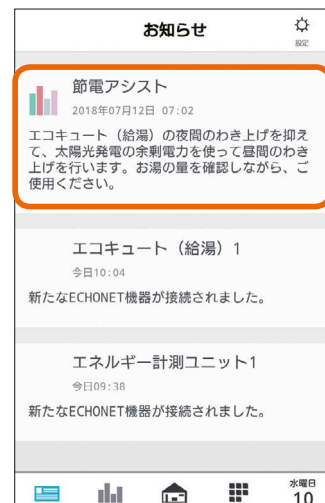 お知らせ
設定
節電アシスト
2018年07月12日 07:02
エコキュート（給湯）の夜間のわき上げを抑え
て、太陽光発電の余剰電力を使って昼間のわき
上げを行います。お湯の量を確認しながら、ご
使用ください。
エコキュート（給湯）1
今日10:04
新たなECHONET機器が接続されました。
エネルギー計測ユニット1
今日09:38
新たなECHONET機器が接続されました。
水曜日
10